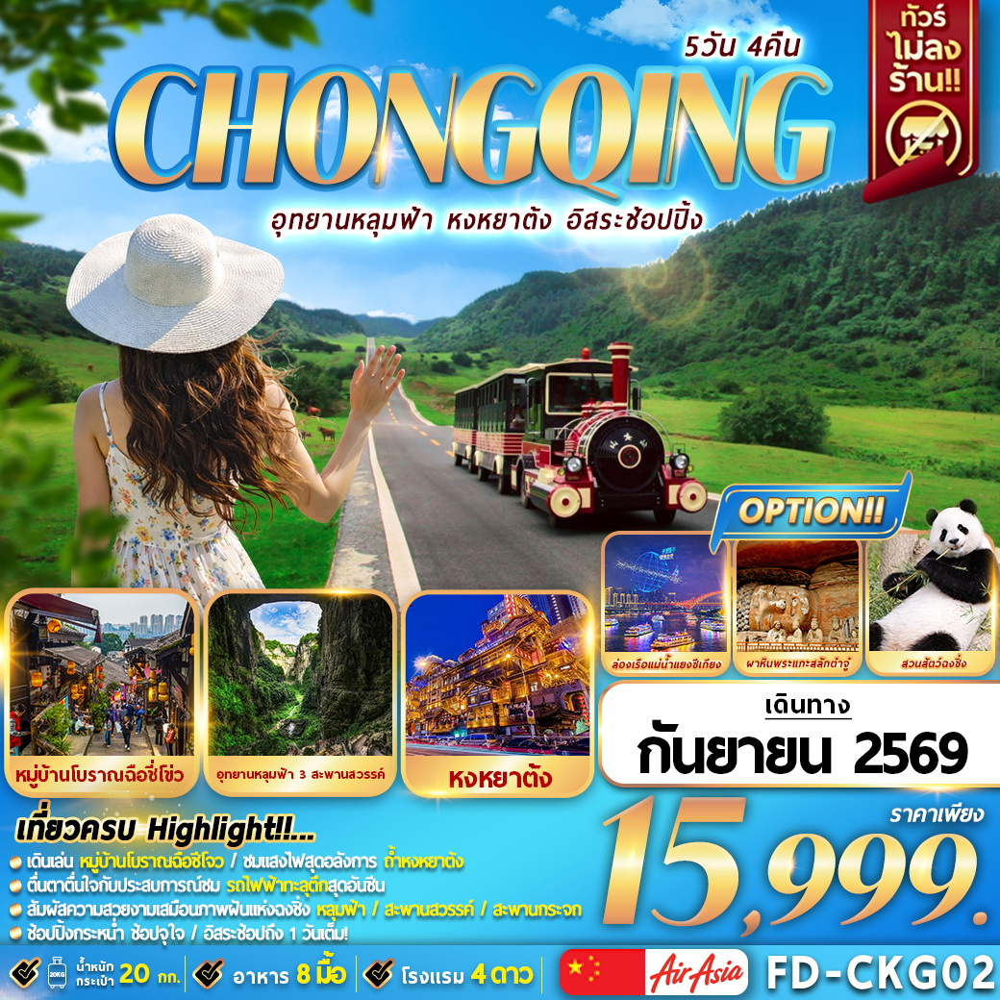 5วัน 4คืน
ทัวร์
ไม่ลง
ร้าน!!
CHONGQING
อุทยานหลุมฟ้า หงหยาต้ง อิสระช้อปปิ้ง
OPTION!!
ล่องเรือแม่น้ำแยงซีเกียง
ผาหินพระแกะสลักต้าจู๋
สวนสัตว์ฉงชิ่ง
หมู่บ้านโบราณฉือชี่โข่ว
อุทยานหลุมฟ้า 3 สะพานสวรรค์
หงหยาต้ง
เดินทาง
กันยายน 2569
ราคาเพียง
15,999.
เที่ยวครบ Highlight!!...
เดินเล่น หมู่บ้านโบราณฉือซีโจว / ชมแสงไฟสุดอลังการ ถ้ำหงหยาต้ง
ตื่นตาตื่นใจกับประสบการณ์ชม รถไฟฟ้าทะลุตึกสุดอันซีน
สัมผัสความสวยงามเสมือนภาพฝันแห่งฉงชิ่ง หลุมฟ้า / สะพานสวรรค์ / สะพานกระจก
ช้อปปิ้งกระหน่ำ ช้อปจุใจ / อิสระช้อปถึง 1 วันเต็ม!
20KG
น้ำหนัก
กระเป๋า 20 กก.
อาหาร 8 มื้อ
โรงแรม 4 ดาว
AirAsia
FD-CKG02